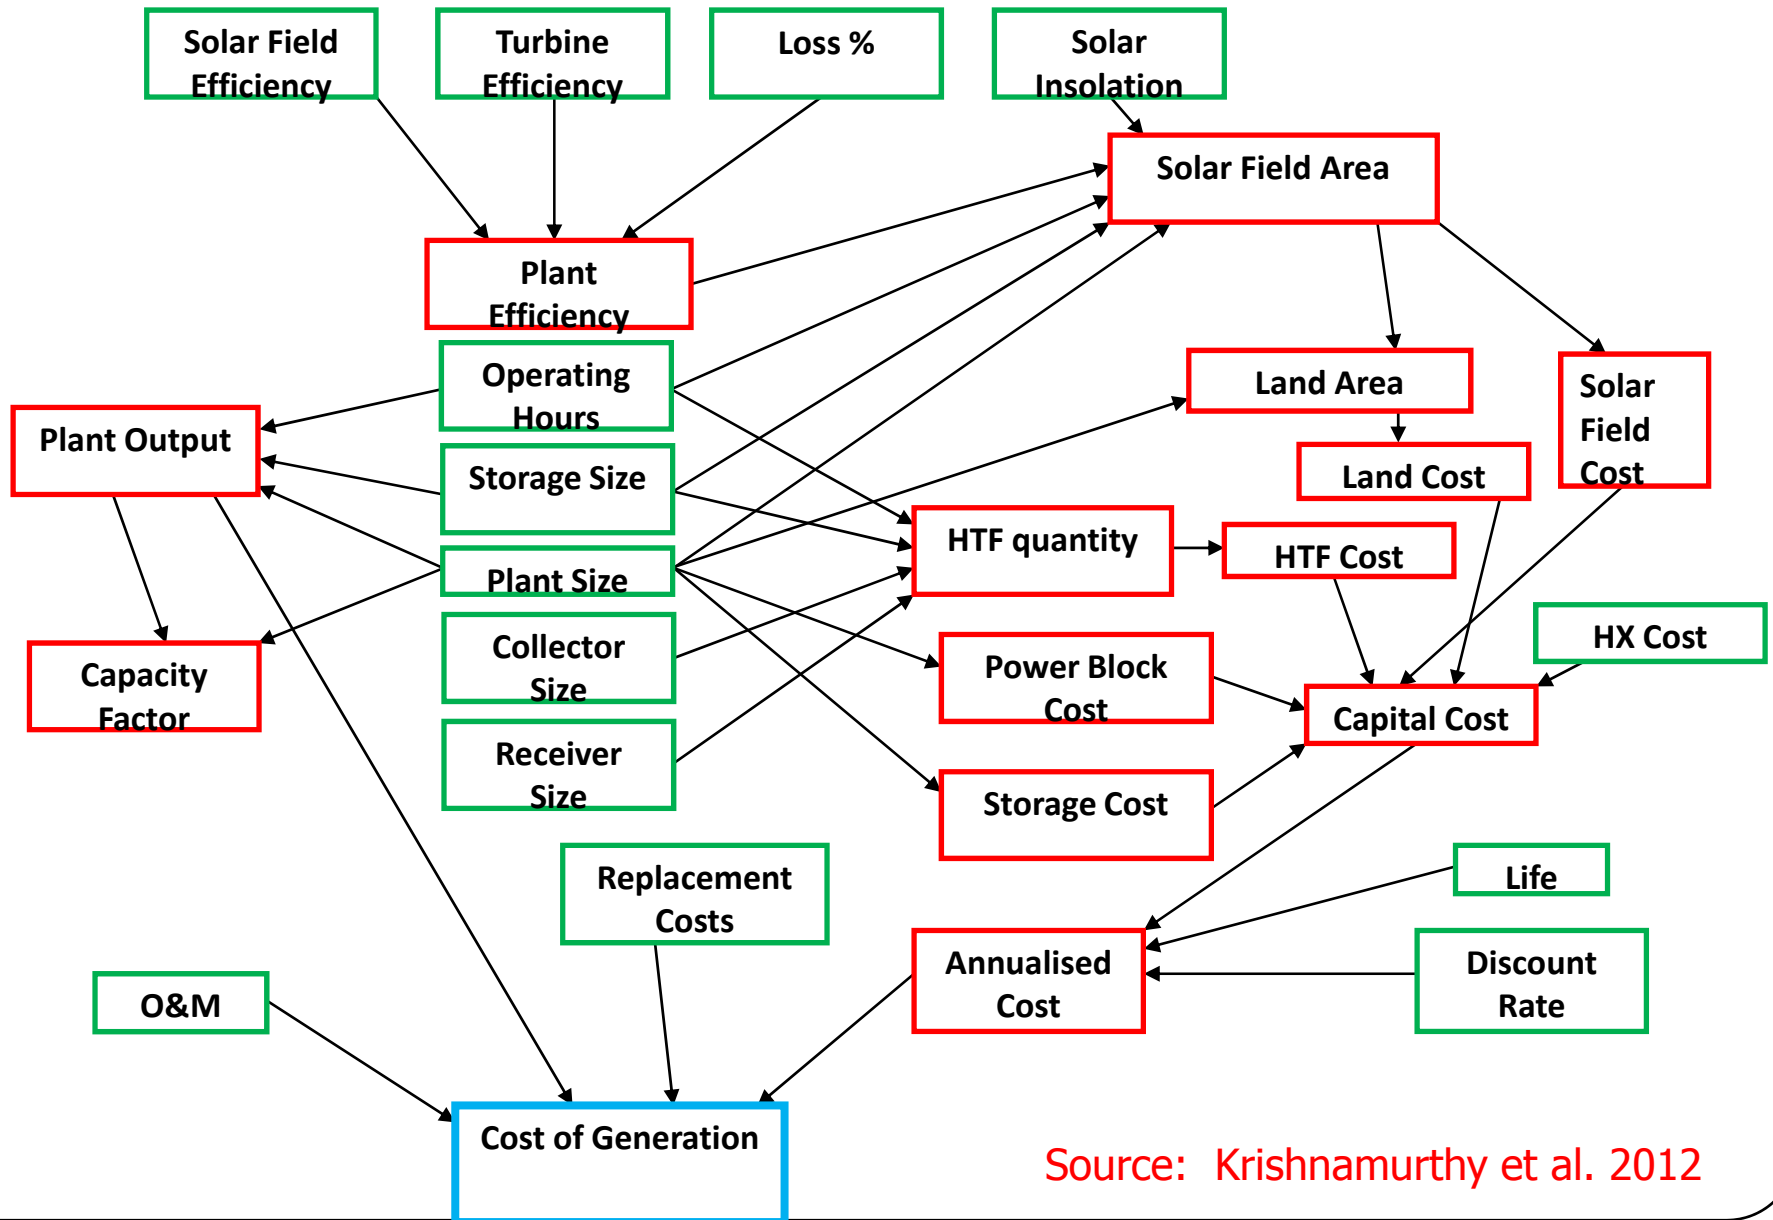 Solar Field
Efficiency
Turbine
Efficiency
Loss %
Solar
Insolation
Solar Field Area
Plant
Efficiency
Operating
Hours
Land Area
Solar
Field
Cost
Plant Output
Storage Size
Land Cost
HTF quantity
HTF Cost
Plant Size
HX Cost
Collector
Size
Power Block
Cost
Capacity
Factor
Capital Cost
Receiver
Size
Storage Cost
Replacement
Costs
Life
Annualised
Cost
Discount
Rate
O&M
Cost of Generation
Source: Krishnamurthy et al. 2012